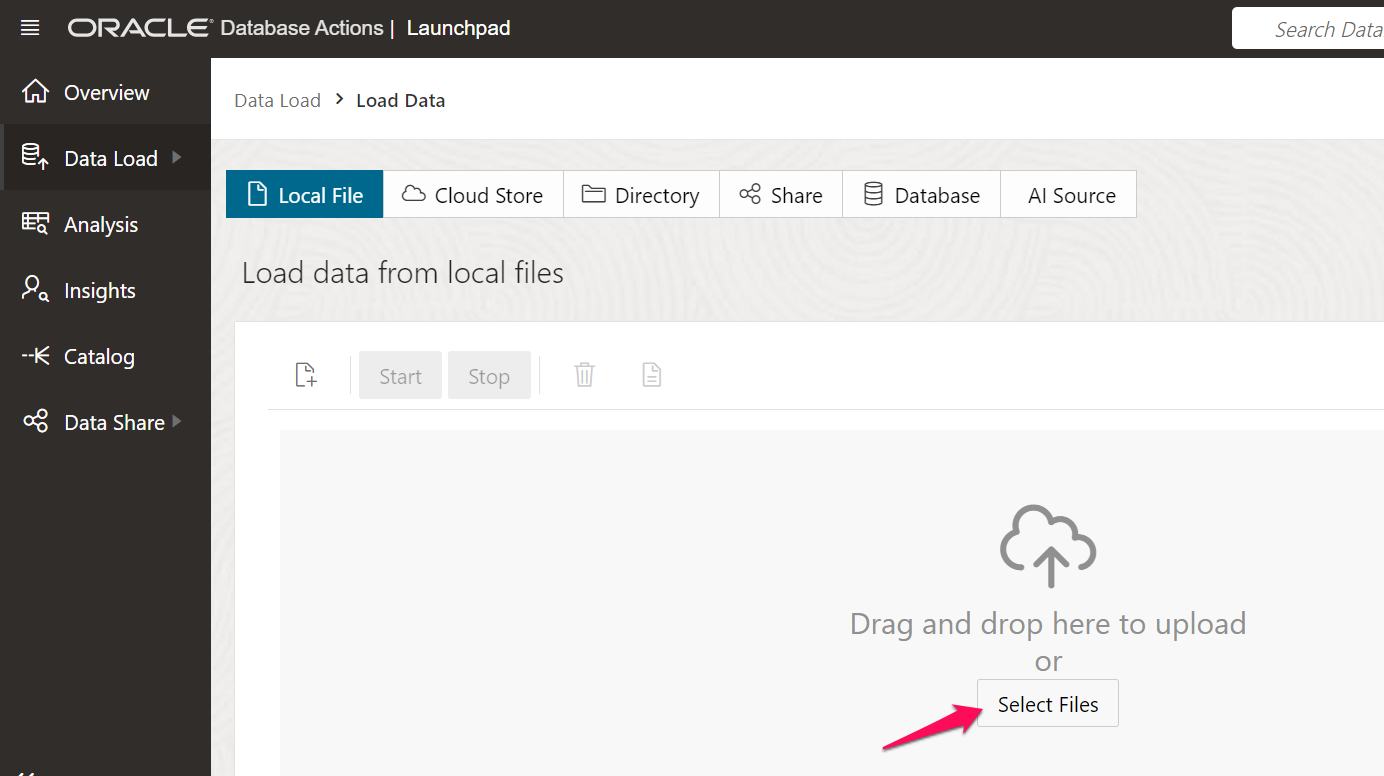 ORACLE® Database Actions | Launchpad
Search Data
Overview
Data Load
Analysis
Insights
Catalog
Data Share
Data Load > Load Data
Local File Cloud Store Directory Share Database AI Source
Load data from local files
Start Stop
Drag and drop here to upload
or
Select Files